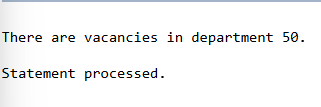 There are vacancies in department 50.
Statement processed.